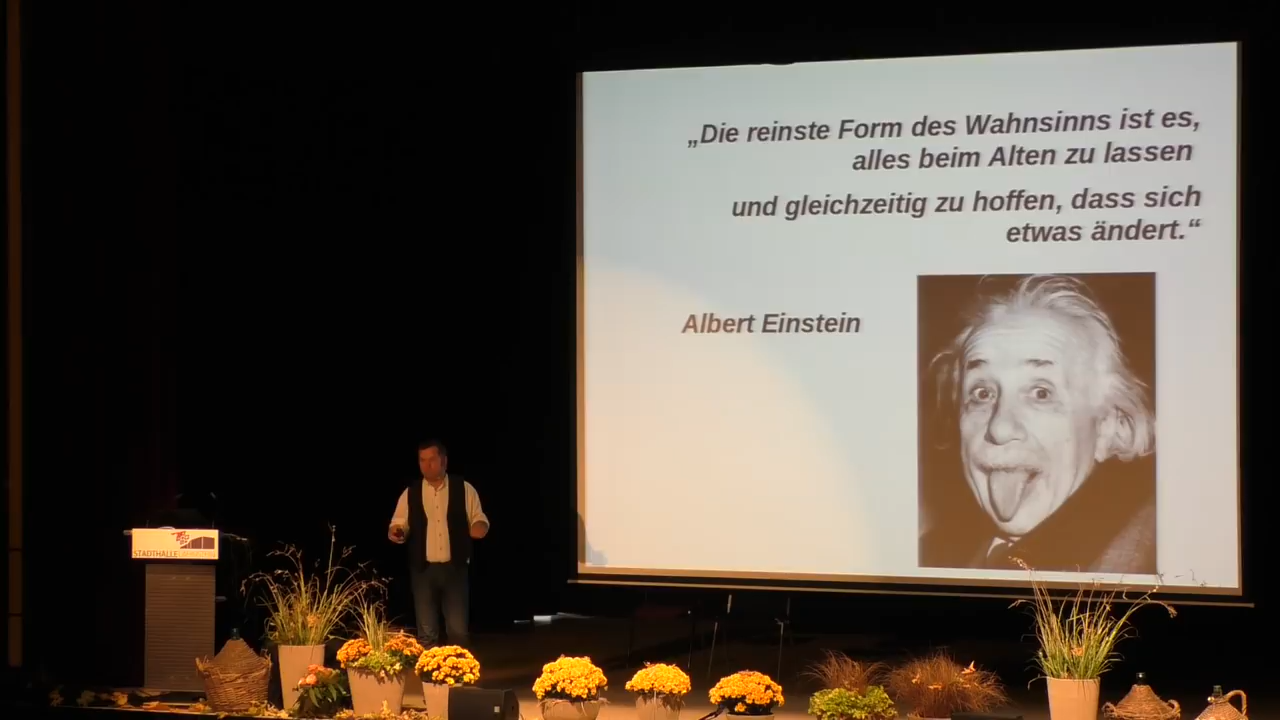 „Die reinste Form des Wahnsinns ist es,
alles beim Alten zu lassen
und gleichzeitig zu hoffen, dass sich
etwas ändert.“
Albert Einstein
STADTHALLE LAHNSTEIN